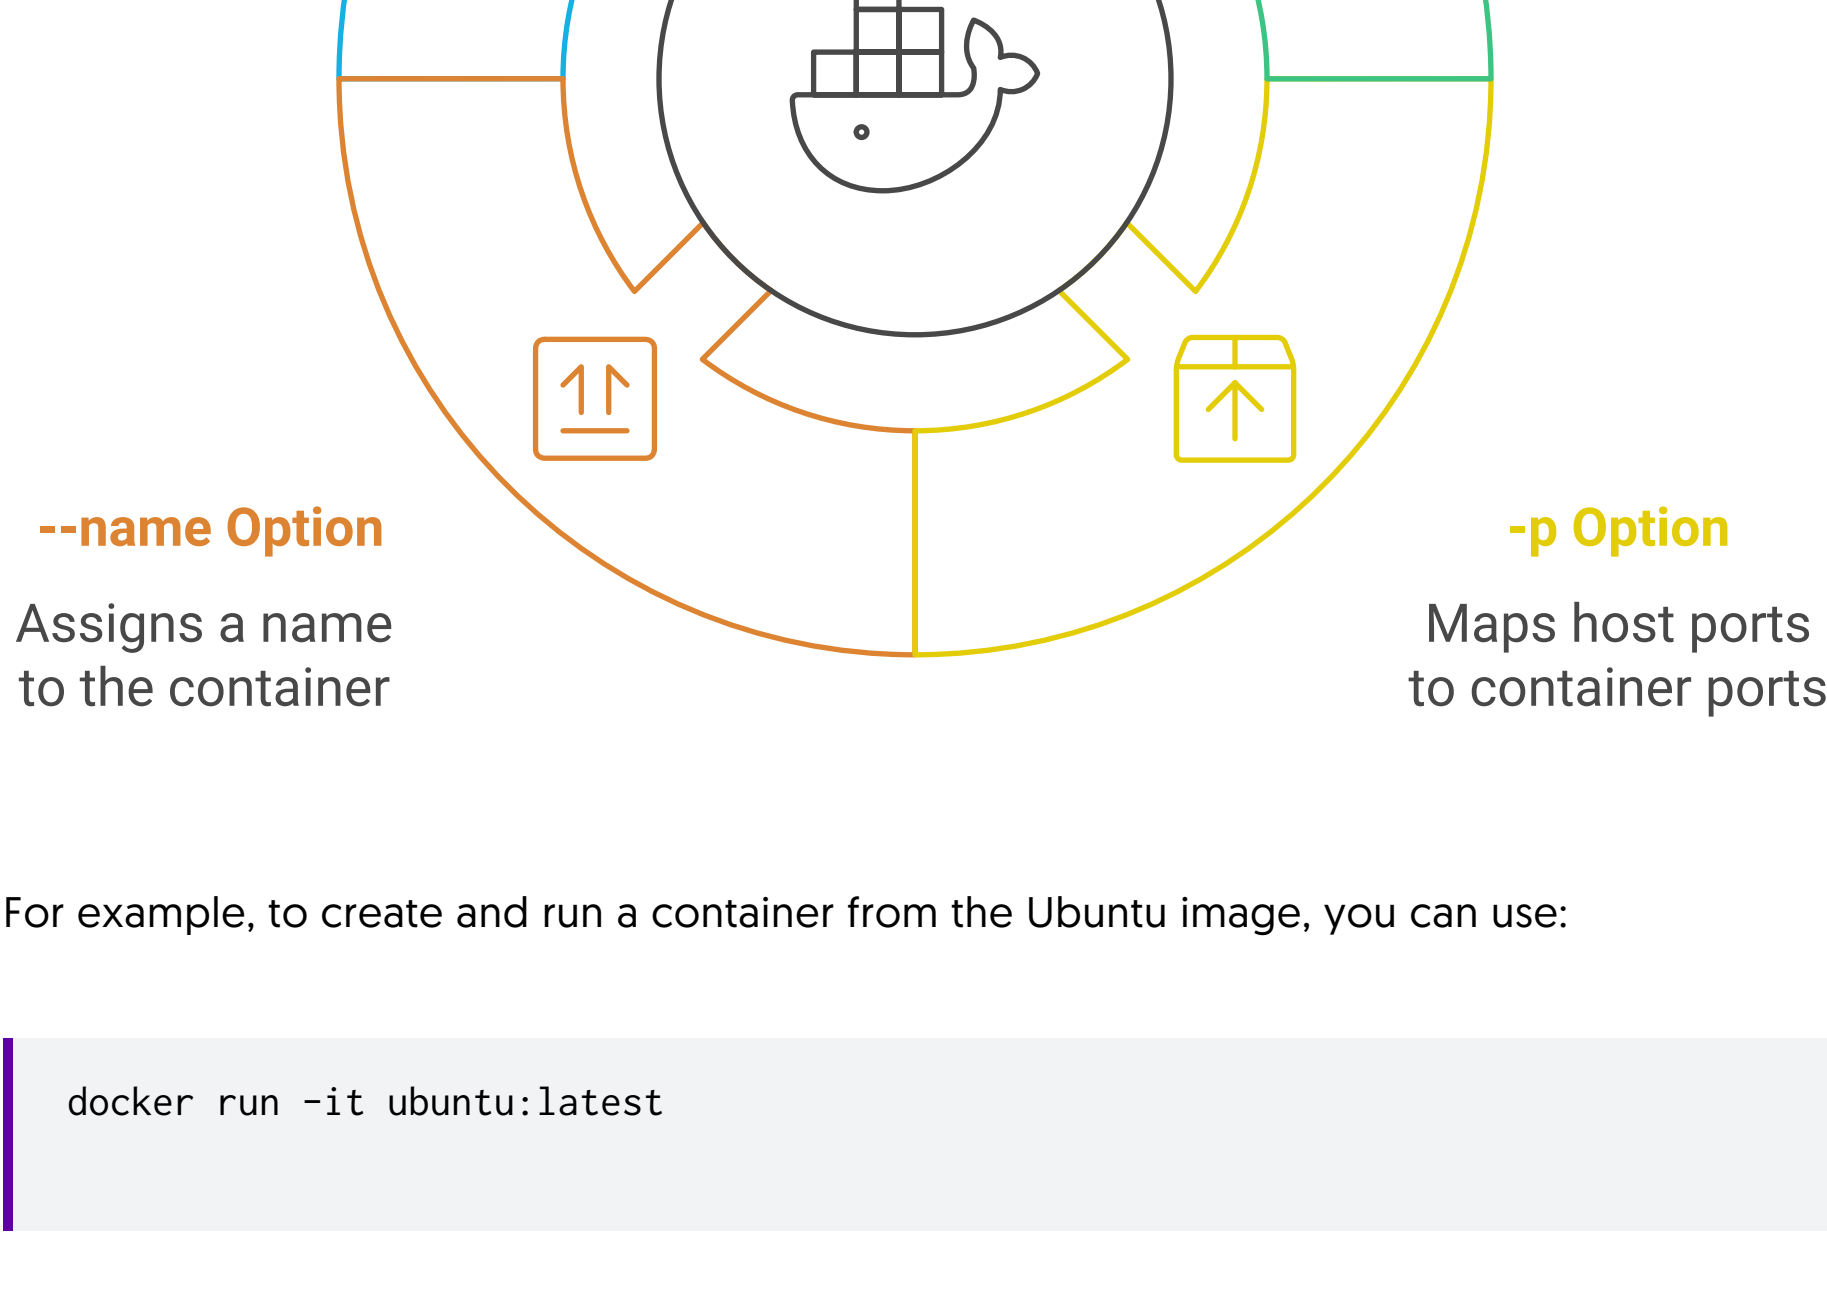 --name Option
Assigns a name
to the container
-p Option
Maps host ports
to container ports
For example, to create and run a container from the Ubuntu image, you can use:
docker run -it ubuntu:latest